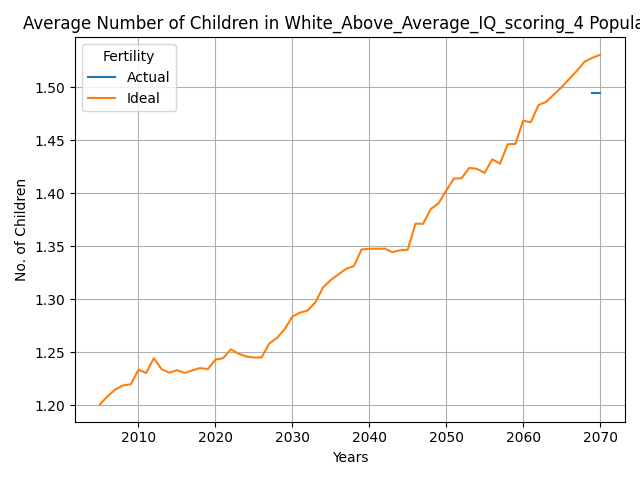 Average Number of Children in White_Above_Average_IQ_scoring_4 Popula
Fertility
Actual
Ideal
No. of Children
1.50
1.45
1.40
1.35
1.30
1.25
1.20
2010 2020 2030 2040 2050 2060 2070
Years